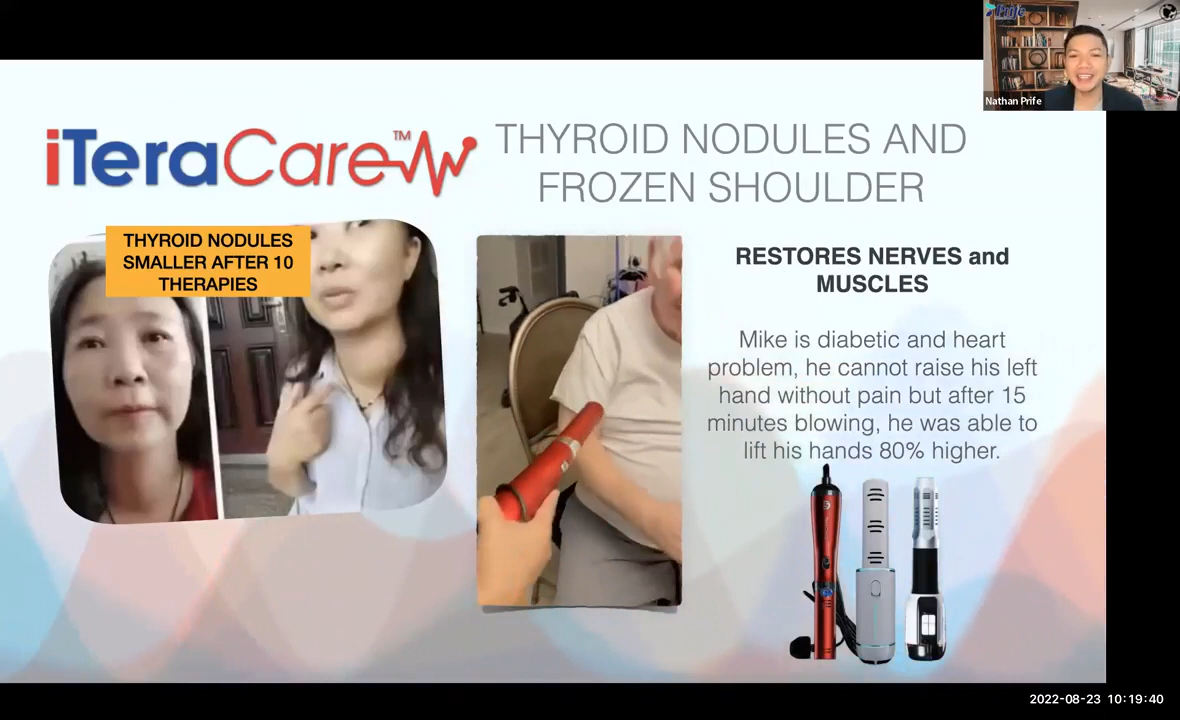 Prife
Nathan Prife
iTeraCare™
THYROID NODULES AND
FROZEN SHOULDER
THYROID NODULES
SMALLER AFTER 10
THERAPIES
RESTORES NERVES and
MUSCLES
Mike is diabetic and heart
problem, he cannot raise his left
hand without pain but after 15
minutes blowing, he was able to
lift his hands 80% higher.
2022-08-23 10:19:40